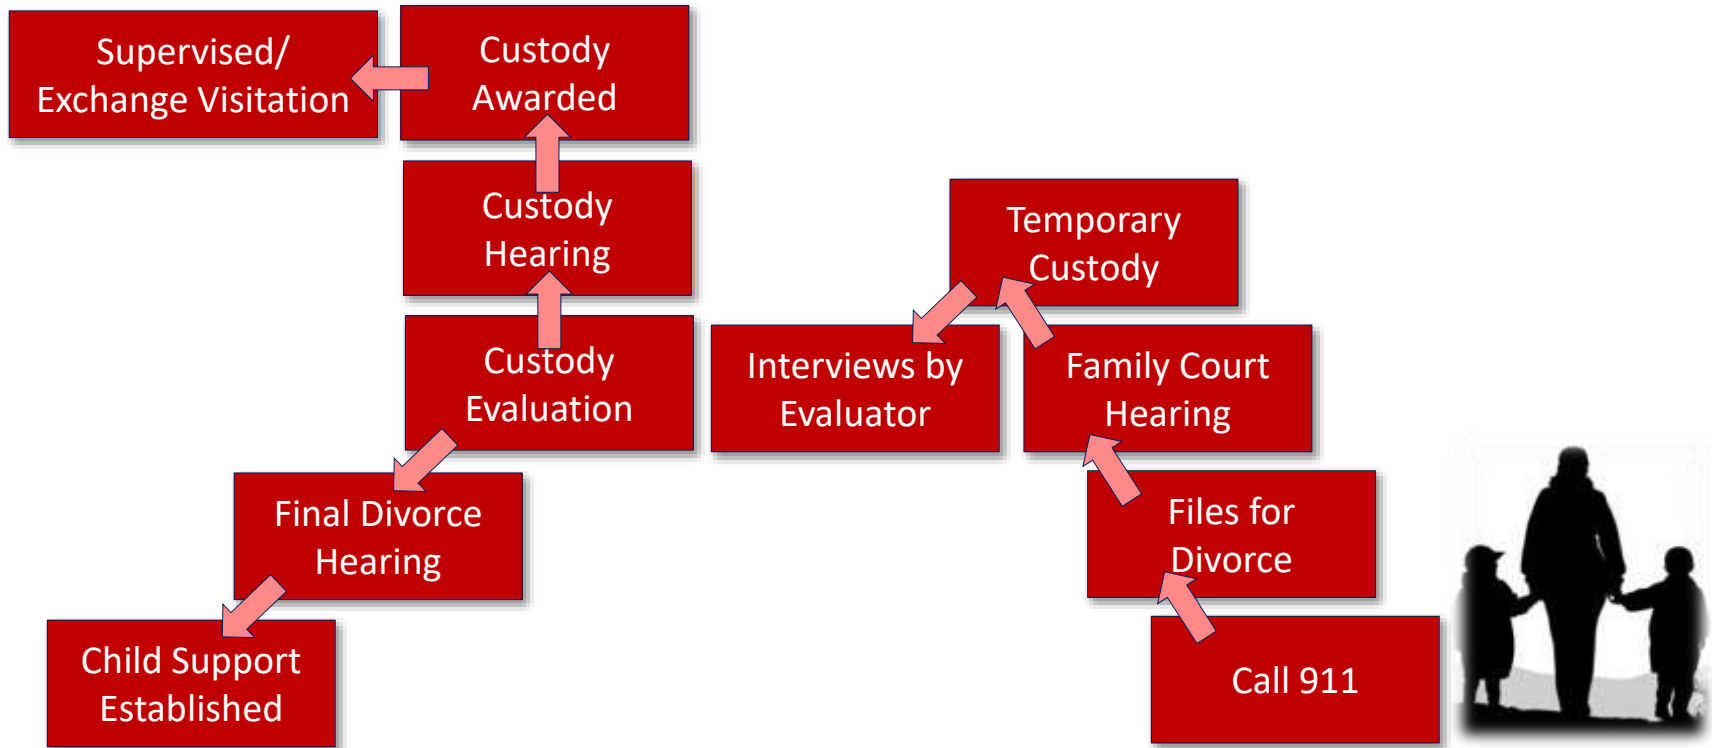 Supervised/
Exchange Visitation
Custody
Awarded
Custody
Hearing
Temporary
Custody
Custody
Evaluation
Interviews by
Evaluator
Family Court
Hearing
Final Divorce
Hearing
Files for
Divorce
Child Support
Established
Call 911